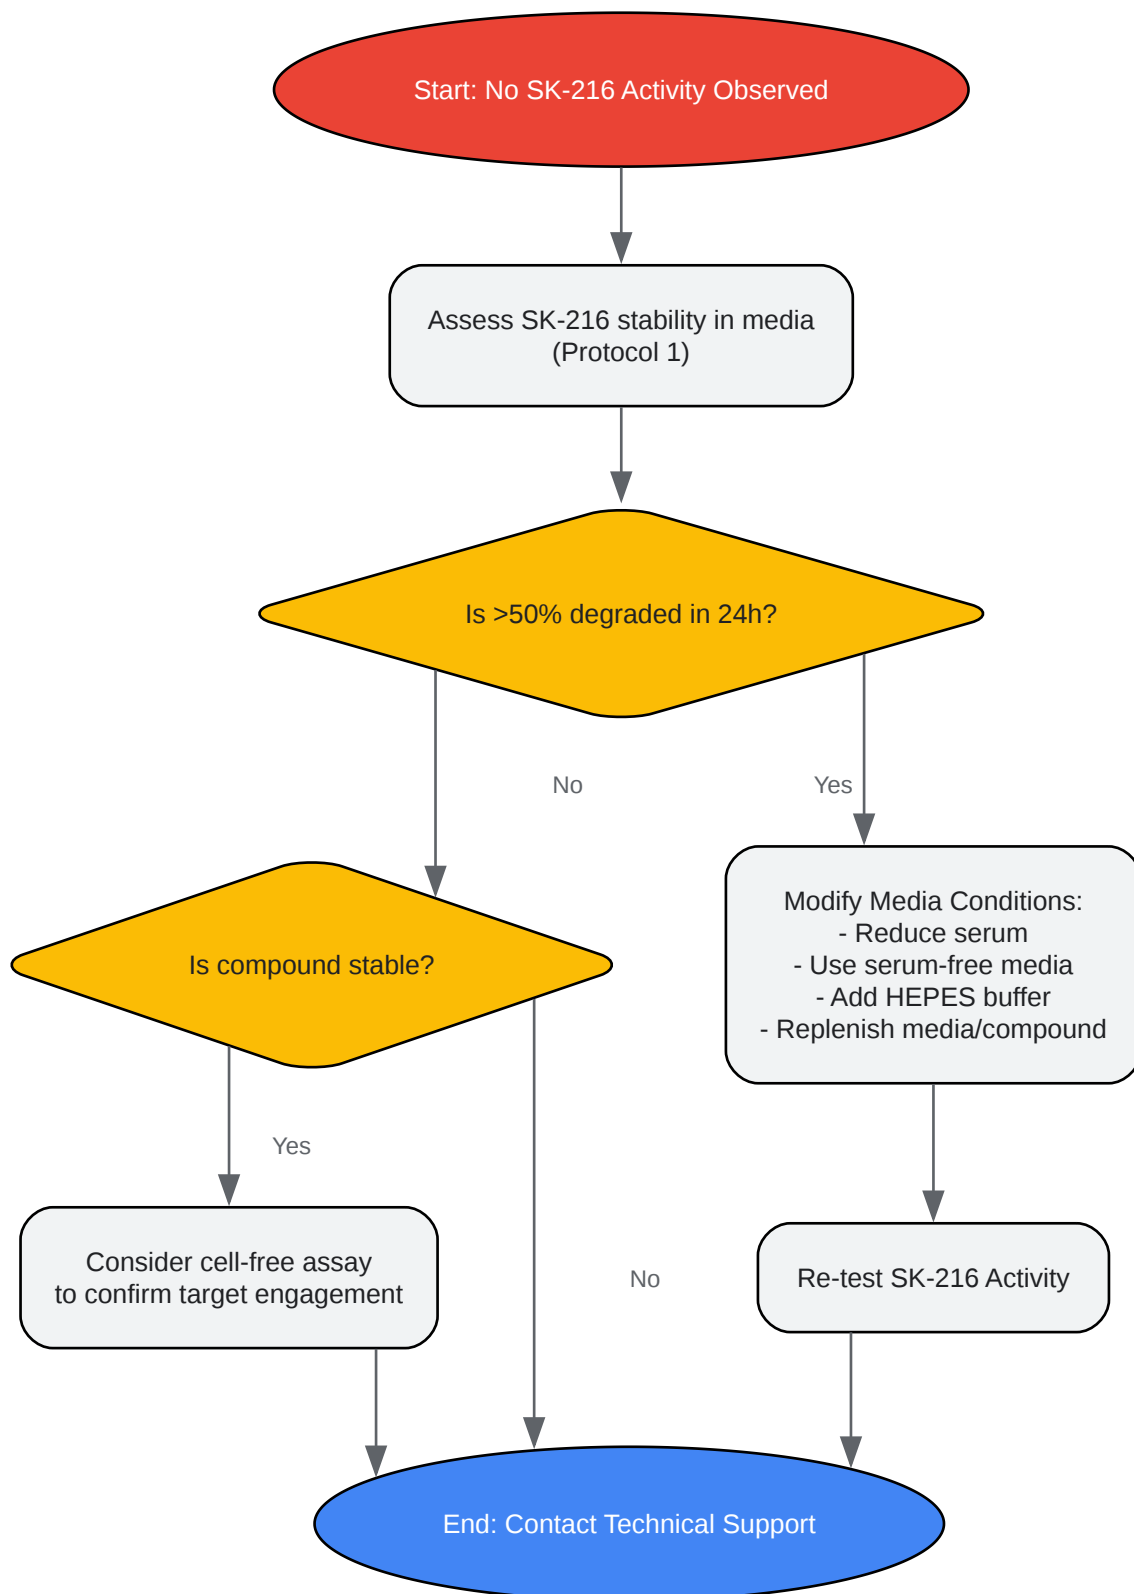 Start: No SK-216 Activity Observed
Assess SK-216 stability in media
(Protocol 1)
Is >50% degraded in 24h?
No
Yes
Is compound stable?
Modify Media Conditions:
- Reduce serum
- Use serum-free media
- Add HEPES buffer
- Replenish media/compound
Yes
Consider cell-free assay
to confirm target engagement
No
Re-test SK-216 Activity
End: Contact Technical Support